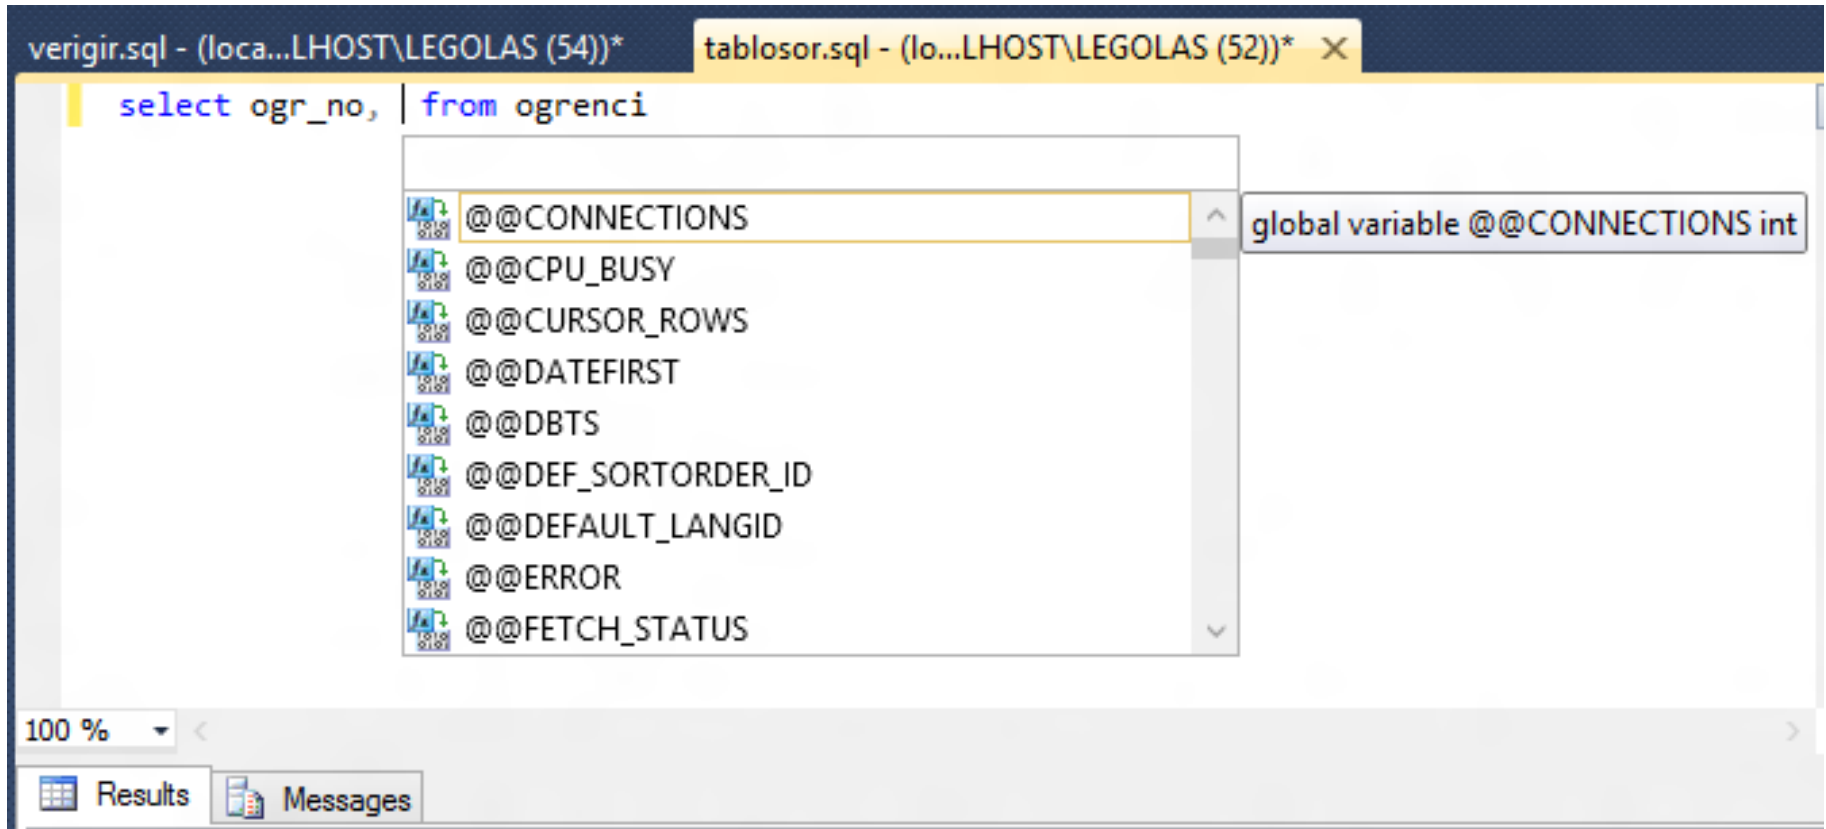 verigir.sql - (loca...LHOST\LEGOLAS (54))* tablosor.sql - (lo...LHOST\LEGOLAS (52))*
select ogr_no, from ogrenci
@@CONNECTIONS global variable @@CONNECTIONS int
@@CPU_BUSY
@@CURSOR_ROWS
@@DATEFIRST
@@DBTS
@@DEF_SORTORDER_ID
@@DEFAULT_LANGID
@@ERROR
@@FETCH_STATUS
100 %
Results Messages